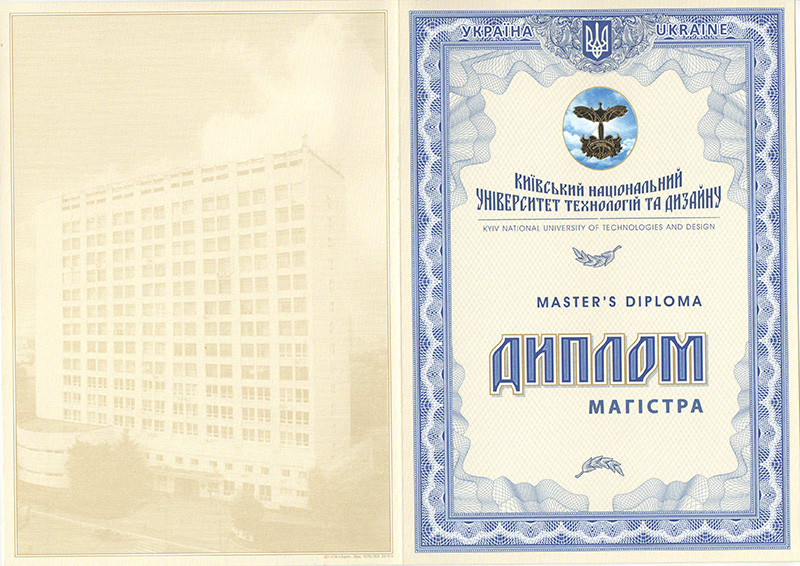 УКРАЇНА UKRAINE
КИЇВСЬКИЙ НАЦІОНАЛЬНИЙ
УНІВЕРСИТЕТ ТЕХНОЛОГІЙ ТА ДИЗАЙНУ
KYIV NATIONAL UNIVERSITY OF TECHNOLOGIES AND DESIGN
MASTER'S DIPLOMA
ДИПЛОМ
МАГІСТРА